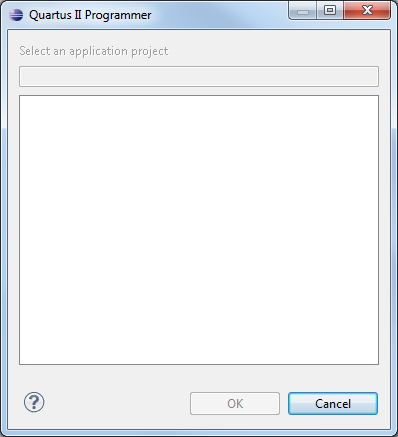 Quartus II Programmer
Select an application project
OK
Cancel